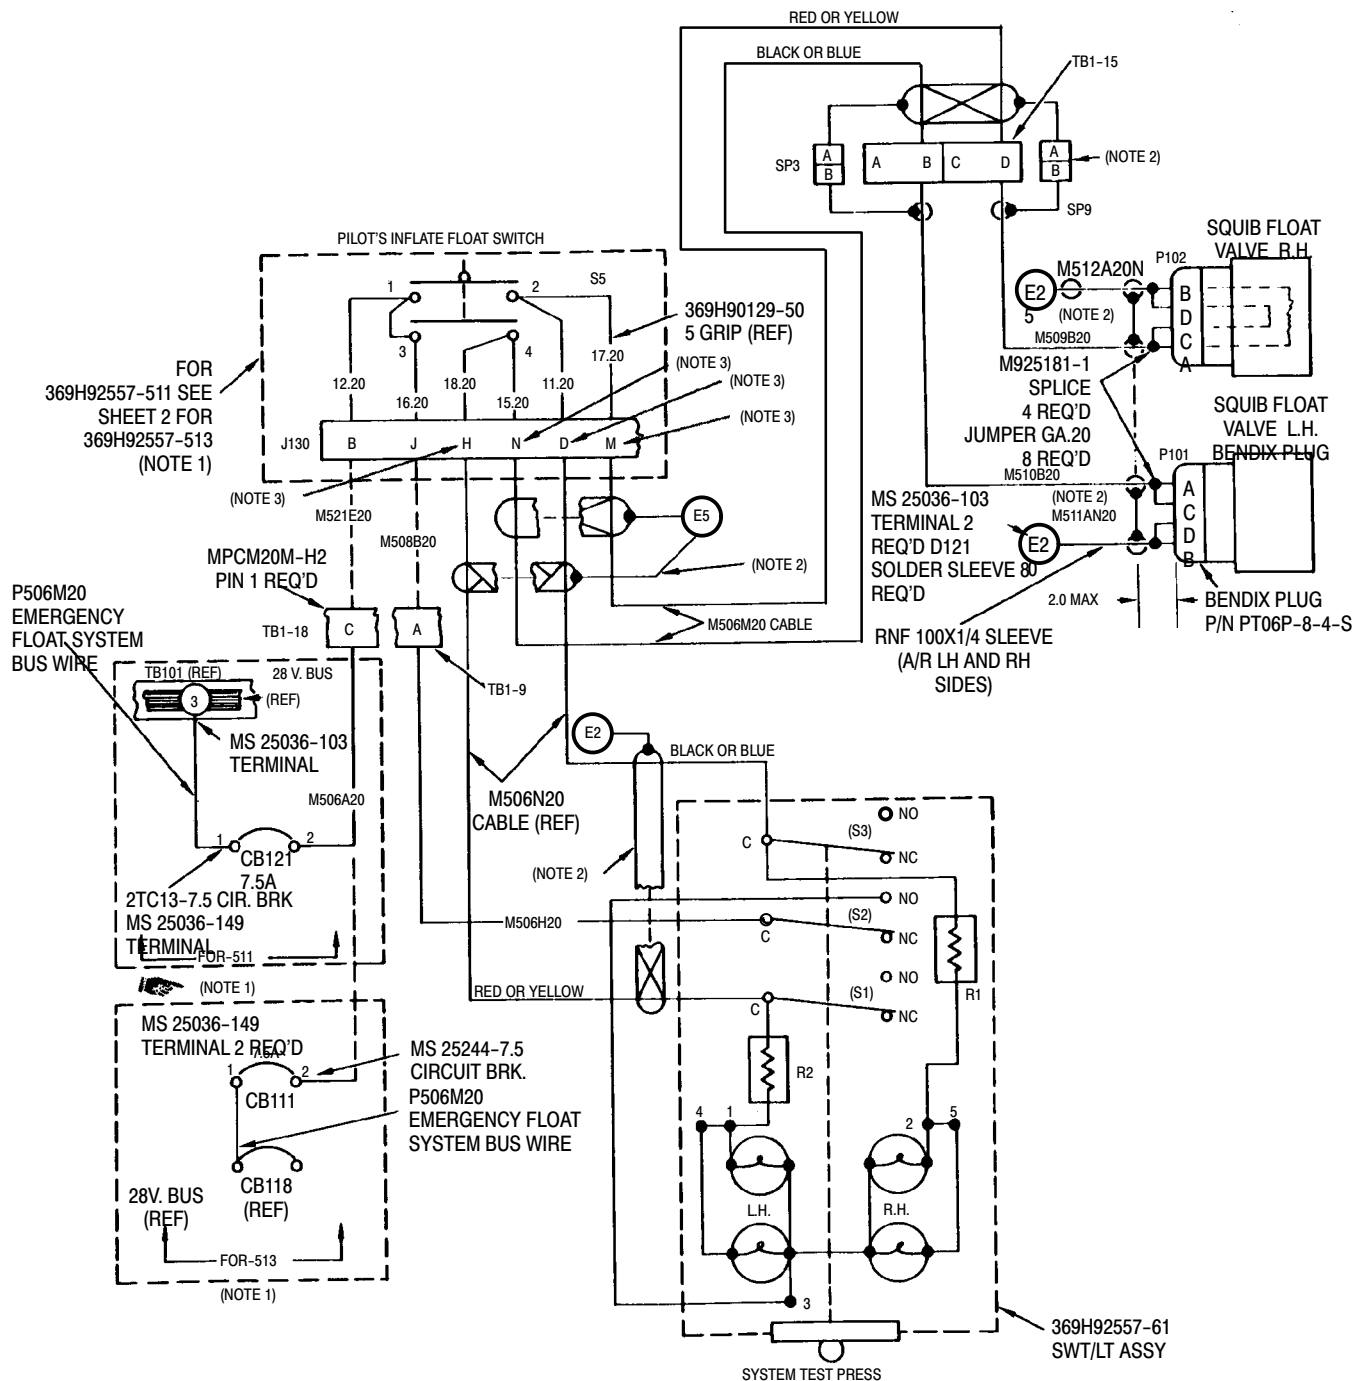 RED OR YELLOW
BLACK OR BLUE
TB1-15
SP3
A
B
A
B
C
D
A
B
(NOTE 2)
SP9
PILOT'S INFLATE FLOAT SWITCH
S5
1
2
3
4
369H90129-50
5 GRIP (REF)
17.20
12.20
18.20
11.20
16.20
15.20
(NOTE 3)
(NOTE 3)
(NOTE 3)
(NOTE 3)
FOR
369H92557-511 SEE
SHEET 2 FOR
369H92557-513
(NOTE 1)
J130
B
J
H
N
D
M
SQUIB FLOAT
VALVE R.H.
P102
M512A20N
E2
5
(NOTE 2)
M509B20
B
D
C
A
M925181-1
SPLICE
4 REQ'D
JUMPER GA.20
8 REQ'D
SQUIB FLOAT
VALVE L.H.
BENDIX PLUG
P101
M510B20
(NOTE 2)
M511AN20
A
C
D
B
MS 25036-103
TERMINAL 2
REQ'D D121
SOLDER SLEEVE 80
REQ'D
E2
2.0 MAX
BENDIX PLUG
P/N PT06P-8-4-S
RNF 100X1/4 SLEEVE
(A/R LH AND RH
SIDES)
M521E20
M508B20
E5
(NOTE 2)
M506M20 CABLE
MPCM20M-H2
PIN 1 REQ'D
TB1-18
C
A
TB1-9
P506M20
EMERGENCY
FLOAT SYSTEM
BUS WIRE
TB101 (REF)
28 V. BUS
3
(REF)
MS 25036-103
TERMINAL
M506A20
1
2
CB121
7.5A
2TC13-7.5 CIR. BRK
MS 25036-149
TERMINAL
FOR-511
(NOTE 1)
E2
BLACK OR BLUE
M506N20
CABLE (REF)
(NOTE 2)
M506H20
RED OR YELLOW
C
(S3)
NO
NC
NO
C
(S2)
NC
NO
C
(S1)
NC
R1
R2
4
1
2
5
L.H.
R.H.
3
MS 25036-149
TERMINAL 2 REQ'D
7.5A
1
2
CB111
MS 25244-7.5
CIRCUIT BRK.
P506M20
EMERGENCY FLOAT
SYSTEM BUS WIRE
CB118
(REF)
28V. BUS
(REF)
FOR-513
(NOTE 1)
369H92557-61
SWT/LT ASSY
SYSTEM TEST PRESS